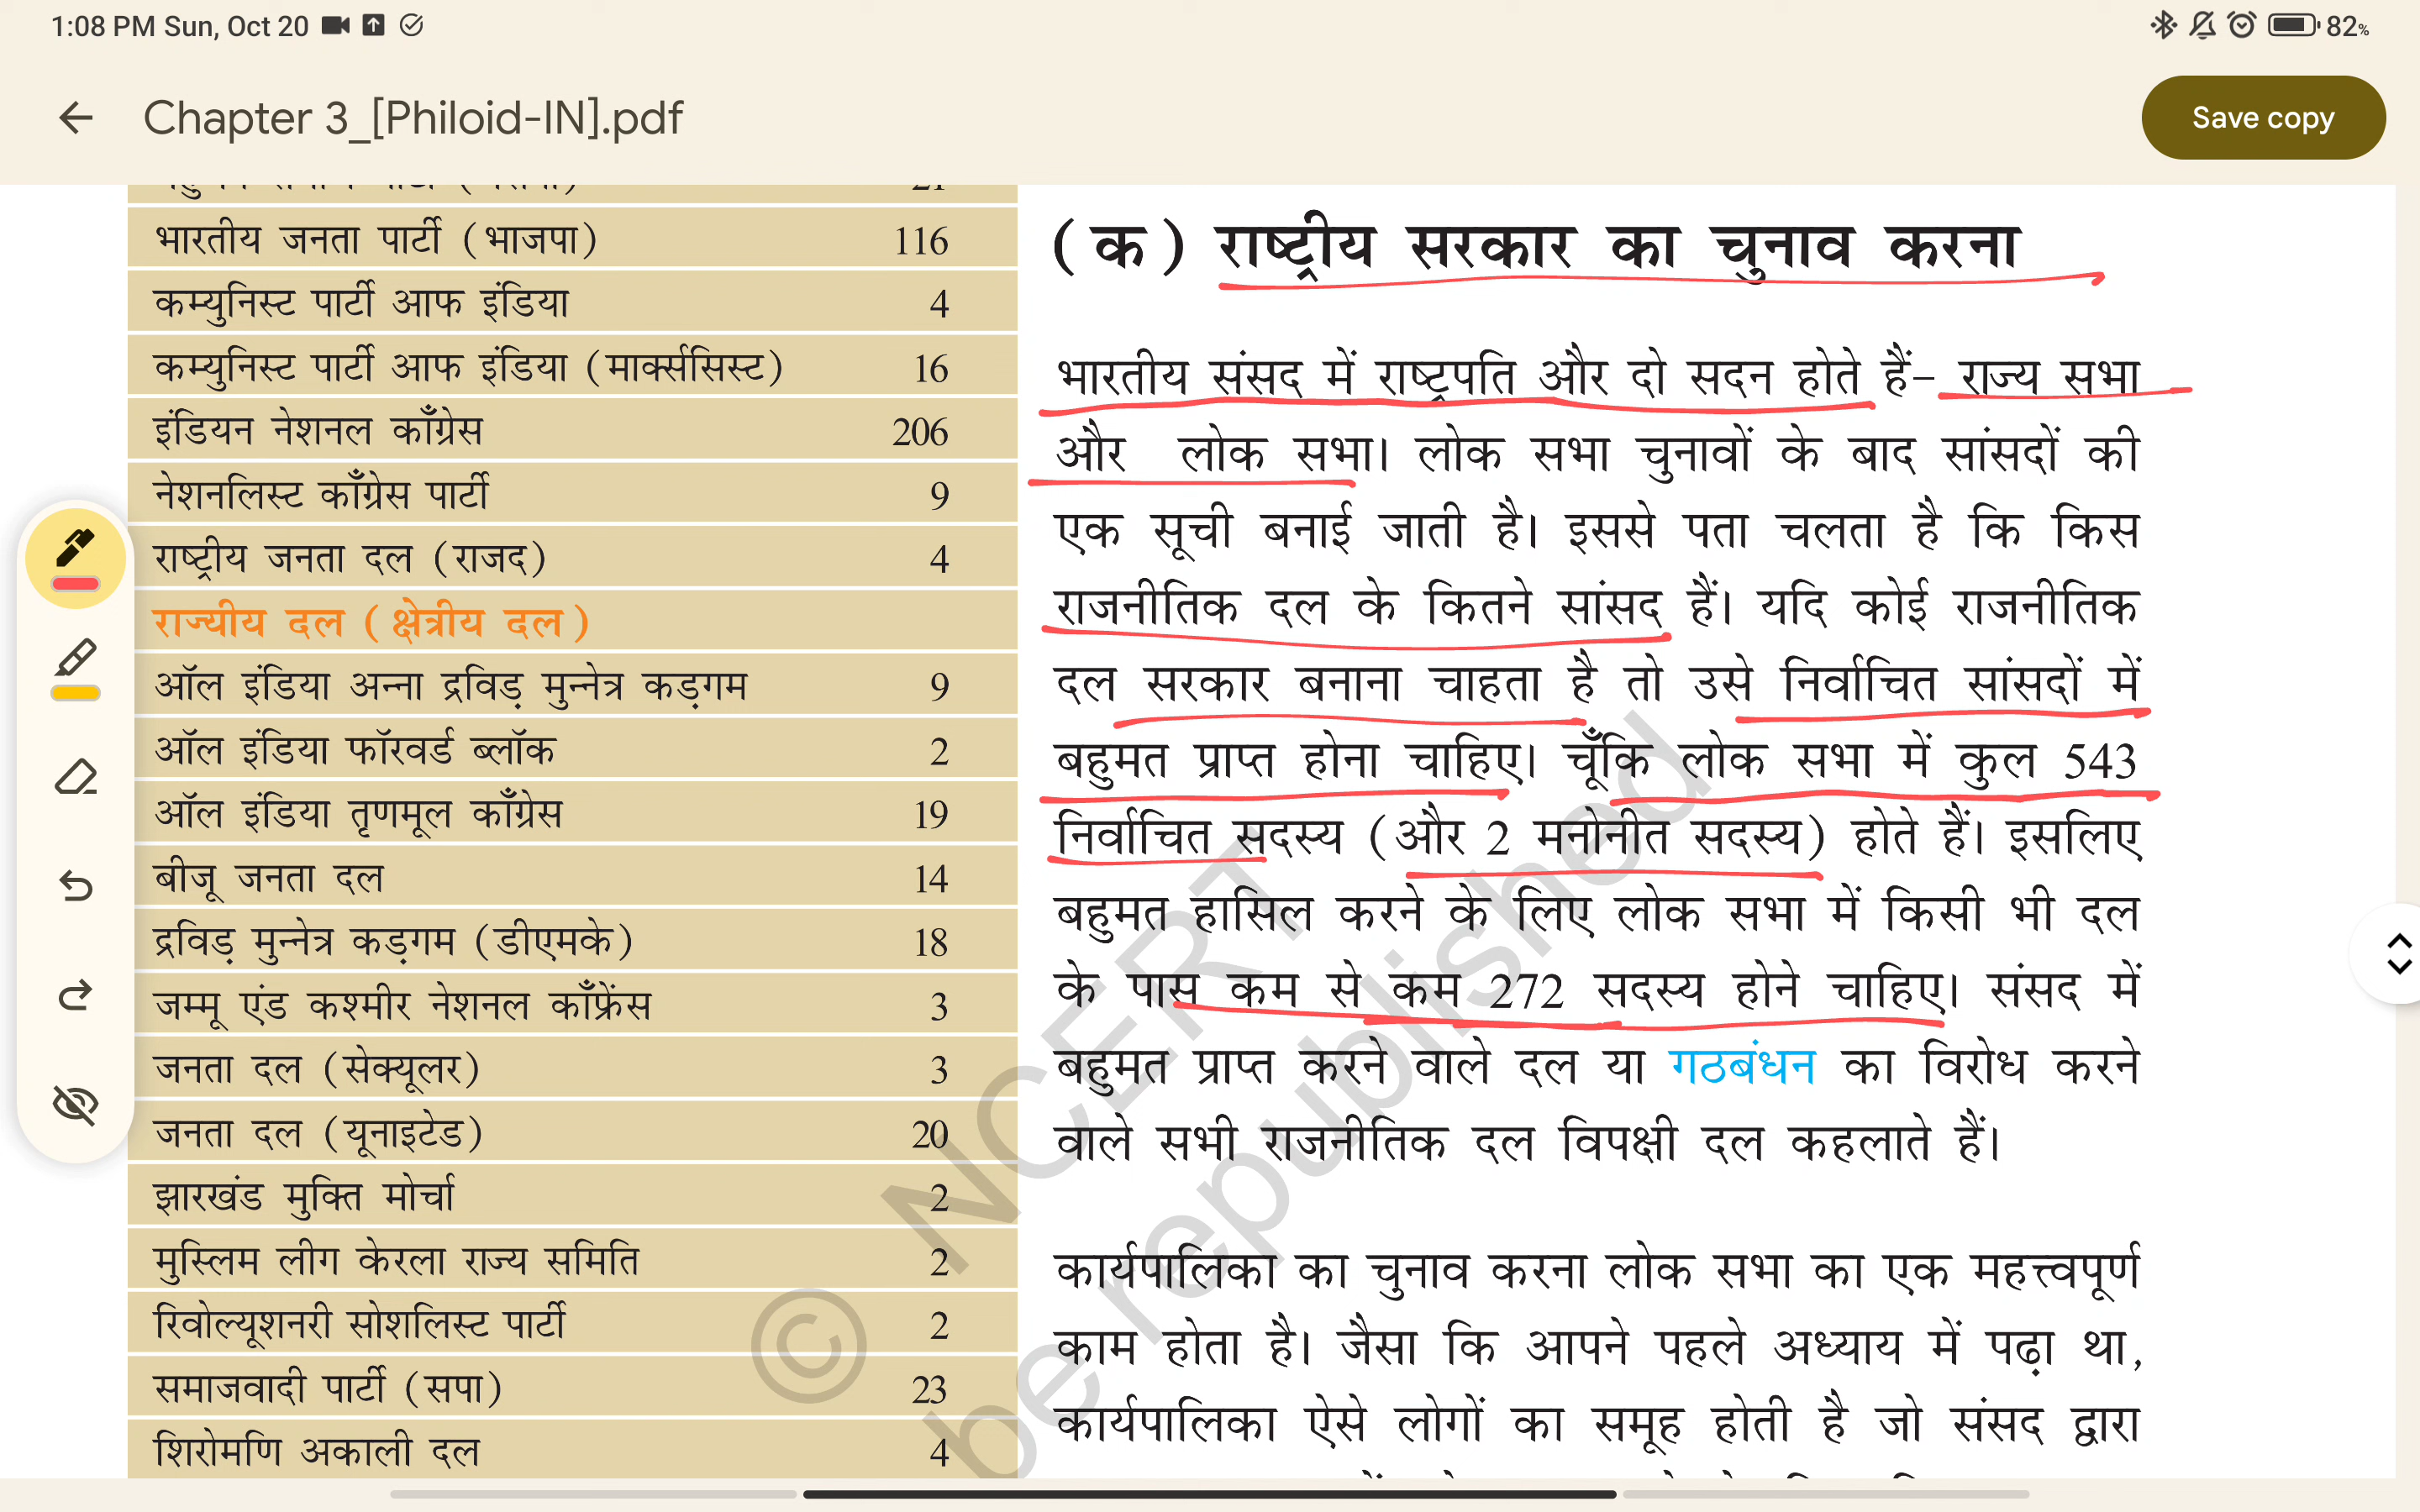 1:08 PM Sun, Oct 20
82%
Chapter 3_[Philoid-IN].pdf
Save copy
21
भारतीय जनता पार्टी (भाजपा) 116
कम्युनिस्ट पार्टी आफ इंडिया 4
कम्युनिस्ट पार्टी आफ इंडिया (मार्क्ससिस्ट) 16
इंडियन नेशनल काँग्रेस 206
नेशनलिस्ट काँग्रेस पार्टी 9
राष्ट्रीय जनता दल (राजद) 4
राज्यीय दल (क्षेत्रीय दल)
ऑल इंडिया अन्ना द्रविड़ मुन्नेत्र कड़गम 9
ऑल इंडिया फॉरवर्ड ब्लॉक 2
ऑल इंडिया तृणमूल काँग्रेस 19
बीजू जनता दल 14
द्रविड़ मुन्नेत्र कड़गम (डीएमके) 18
जम्मू एंड कश्मीर नेशनल काँफ्रेंस 3
जनता दल (सेक्यूलर) 3
जनता दल (यूनाइटेड) 20
झारखंड मुक्ति मोर्चा 2
मुस्लिम लीग केरला राज्य समिति 2
रिवोल्यूशनरी सोशलिस्ट पार्टी 2
समाजवादी पार्टी (सपा) 23
शिरोमणि अकाली दल 4
(क) राष्ट्रीय सरकार का चुनाव करना
भारतीय संसद में राष्ट्रपति और दो सदन होते हैं– राज्य सभा
और लोक सभा। लोक सभा चुनावों के बाद सांसदों की
एक सूची बनाई जाती है। इससे पता चलता है कि किस
राजनीतिक दल के कितने सांसद हैं। यदि कोई राजनीतिक
दल सरकार बनाना चाहता है तो उसे निर्वाचित सांसदों में
बहुमत प्राप्त होना चाहिए। चूँकि लोक सभा में कुल 543
निर्वाचित सदस्य (और 2 मनोनीत सदस्य) होते हैं। इसलिए
बहुमत हासिल करने के लिए लोक सभा में किसी भी दल
के पास कम से कम 272 सदस्य होने चाहिए। संसद में
बहुमत प्राप्त करने वाले दल या गठबंधन का विरोध करने
वाले सभी राजनीतिक दल विपक्षी दल कहलाते हैं।
कार्यपालिका का चुनाव करना लोक सभा का एक महत्त्वपूर्ण
काम होता है। जैसा कि आपने पहले अध्याय में पढ़ा था,
कार्यपालिका ऐसे लोगों का समूह होती है जो संसद द्वारा
© NCERT
be republished